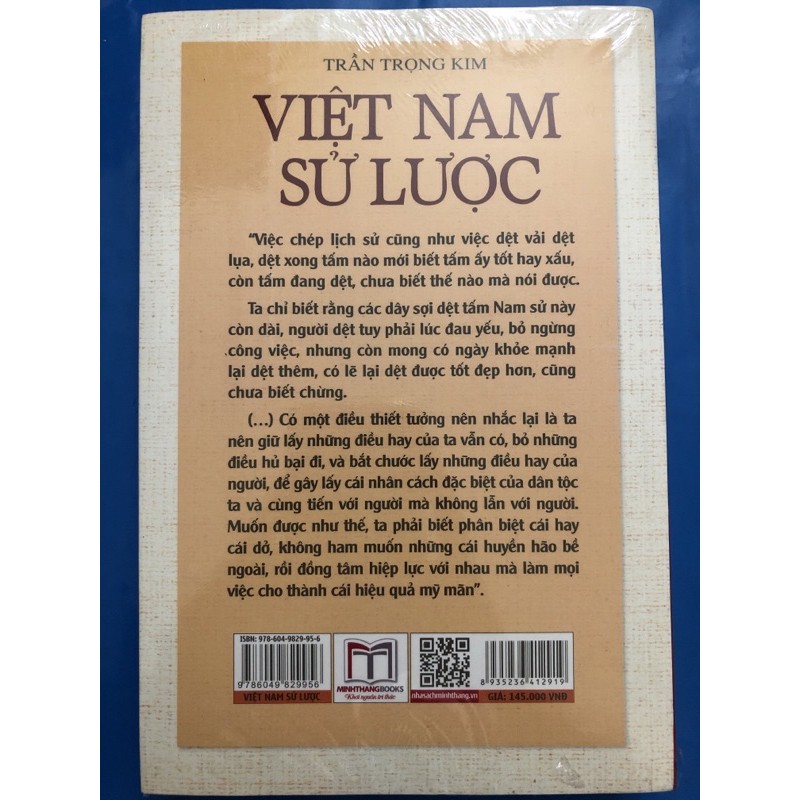 TRẦN TRỌNG KIM
VIỆT NAM
SỬ LƯỢC
“Việc chép lịch sử cũng như việc dệt vải dệt
lụa, dệt xong tấm nào mới biết tấm ấy tốt hay xấu,
còn tấm đang dệt, chưa biết thế nào mà nói được.
Ta chỉ biết rằng các dây sợi dệt tấm Nam sử này
còn dài, người dệt tuy phải lúc đau yếu, bỏ ngừng
công việc, nhưng còn mong có ngày khỏe mạnh
lại dệt thêm, có lẽ lại dệt được tốt đẹp hơn, cũng
chưa biết chừng.
(...) Có một điều thiết tưởng nên nhắc lại là ta
nên giữ lấy những điều hay của ta vẫn có, bỏ những
điều hủ bại đi, và bắt chước lấy những điều hay của
người, để gây lấy cái nhân cách đặc biệt của dân tộc
ta và cùng tiến với người mà không lẫn với người.
Muốn được như thế, ta phải biết phân biệt cái hay
cái dở, không ham muốn những cái huyền hão bề
ngoài, rồi đồng tâm hiệp lực với nhau mà làm mọi
việc cho thành cái hiệu quả mỹ mãn”.
ISBN: 978-604-9829-95-6
9 786049 829956
VIỆT NAM SỬ LƯỢC
MINHTHANGBOOKS
Khơi nguồn tri thức
nhasachminhthang.vn
8 935236 412919
GIÁ: 145.000 VNĐ